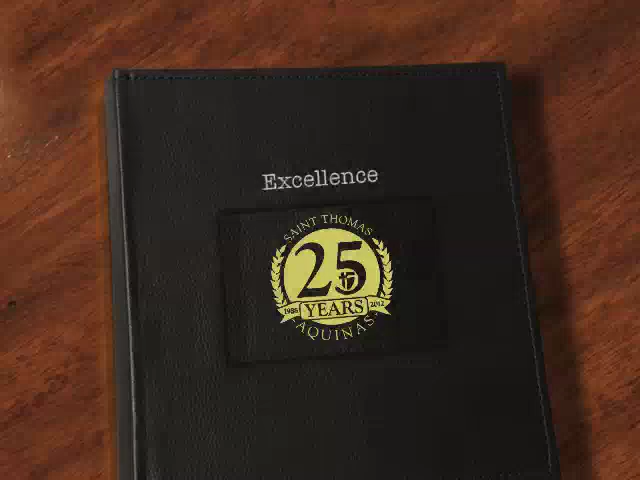 Excellence
SAINT THOMAS
25
1988 YEARS 2012
AQUINAS